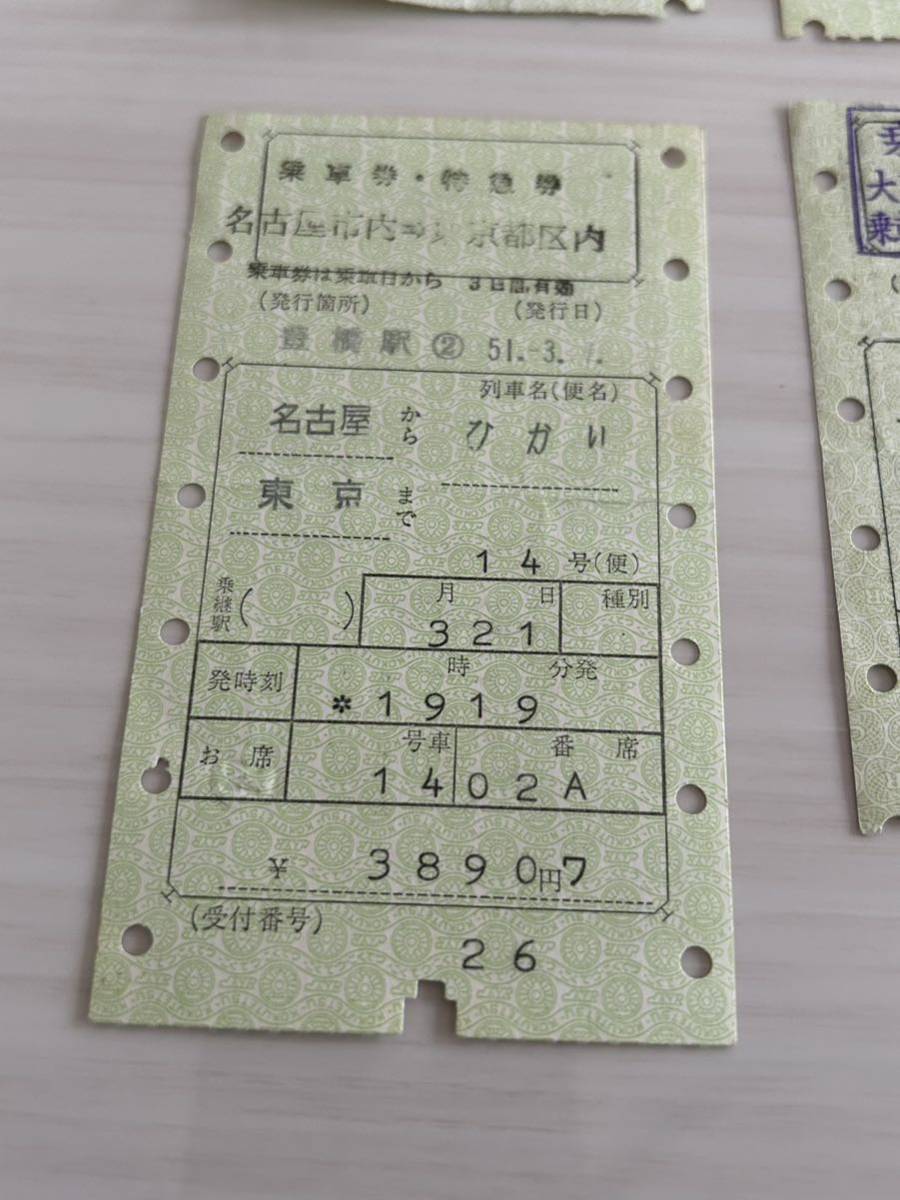 乗車券・特急券
名古屋市内⇒東京都区内
乗車券は乗車日から 3日間有効
(発行箇所) (発行日)
豊橋駅 ② 51.-3.
列車名(便名)
名古屋 から ひかり
東京 まで
14 号(便)
乗継駅( ) 月 日 種別
321
発時刻 時 分発
*1919
お席 号車 番 席
14 02A
¥ 3890円7
(受付番号)
26
大
乗